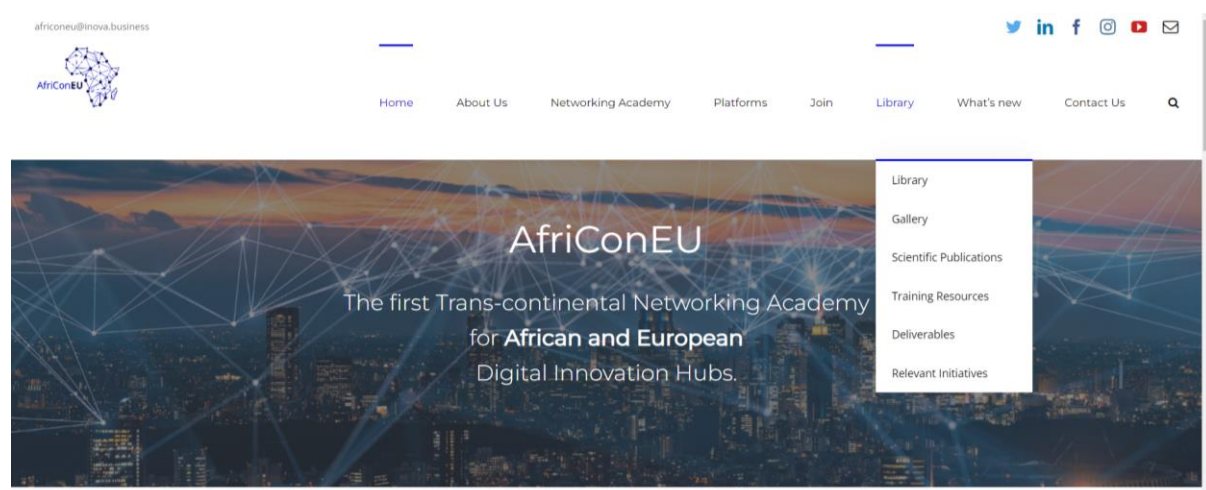 africoneu@inova.business
AfriConEU
Home About Us Networking Academy Platforms Join Library What's new Contact Us
Library
Gallery
Scientific Publications
Training Resources
Deliverables
Relevant Initiatives
AfriConEU
The first Trans-continental Networking Academy
for African and European
Digital Innovation Hubs.